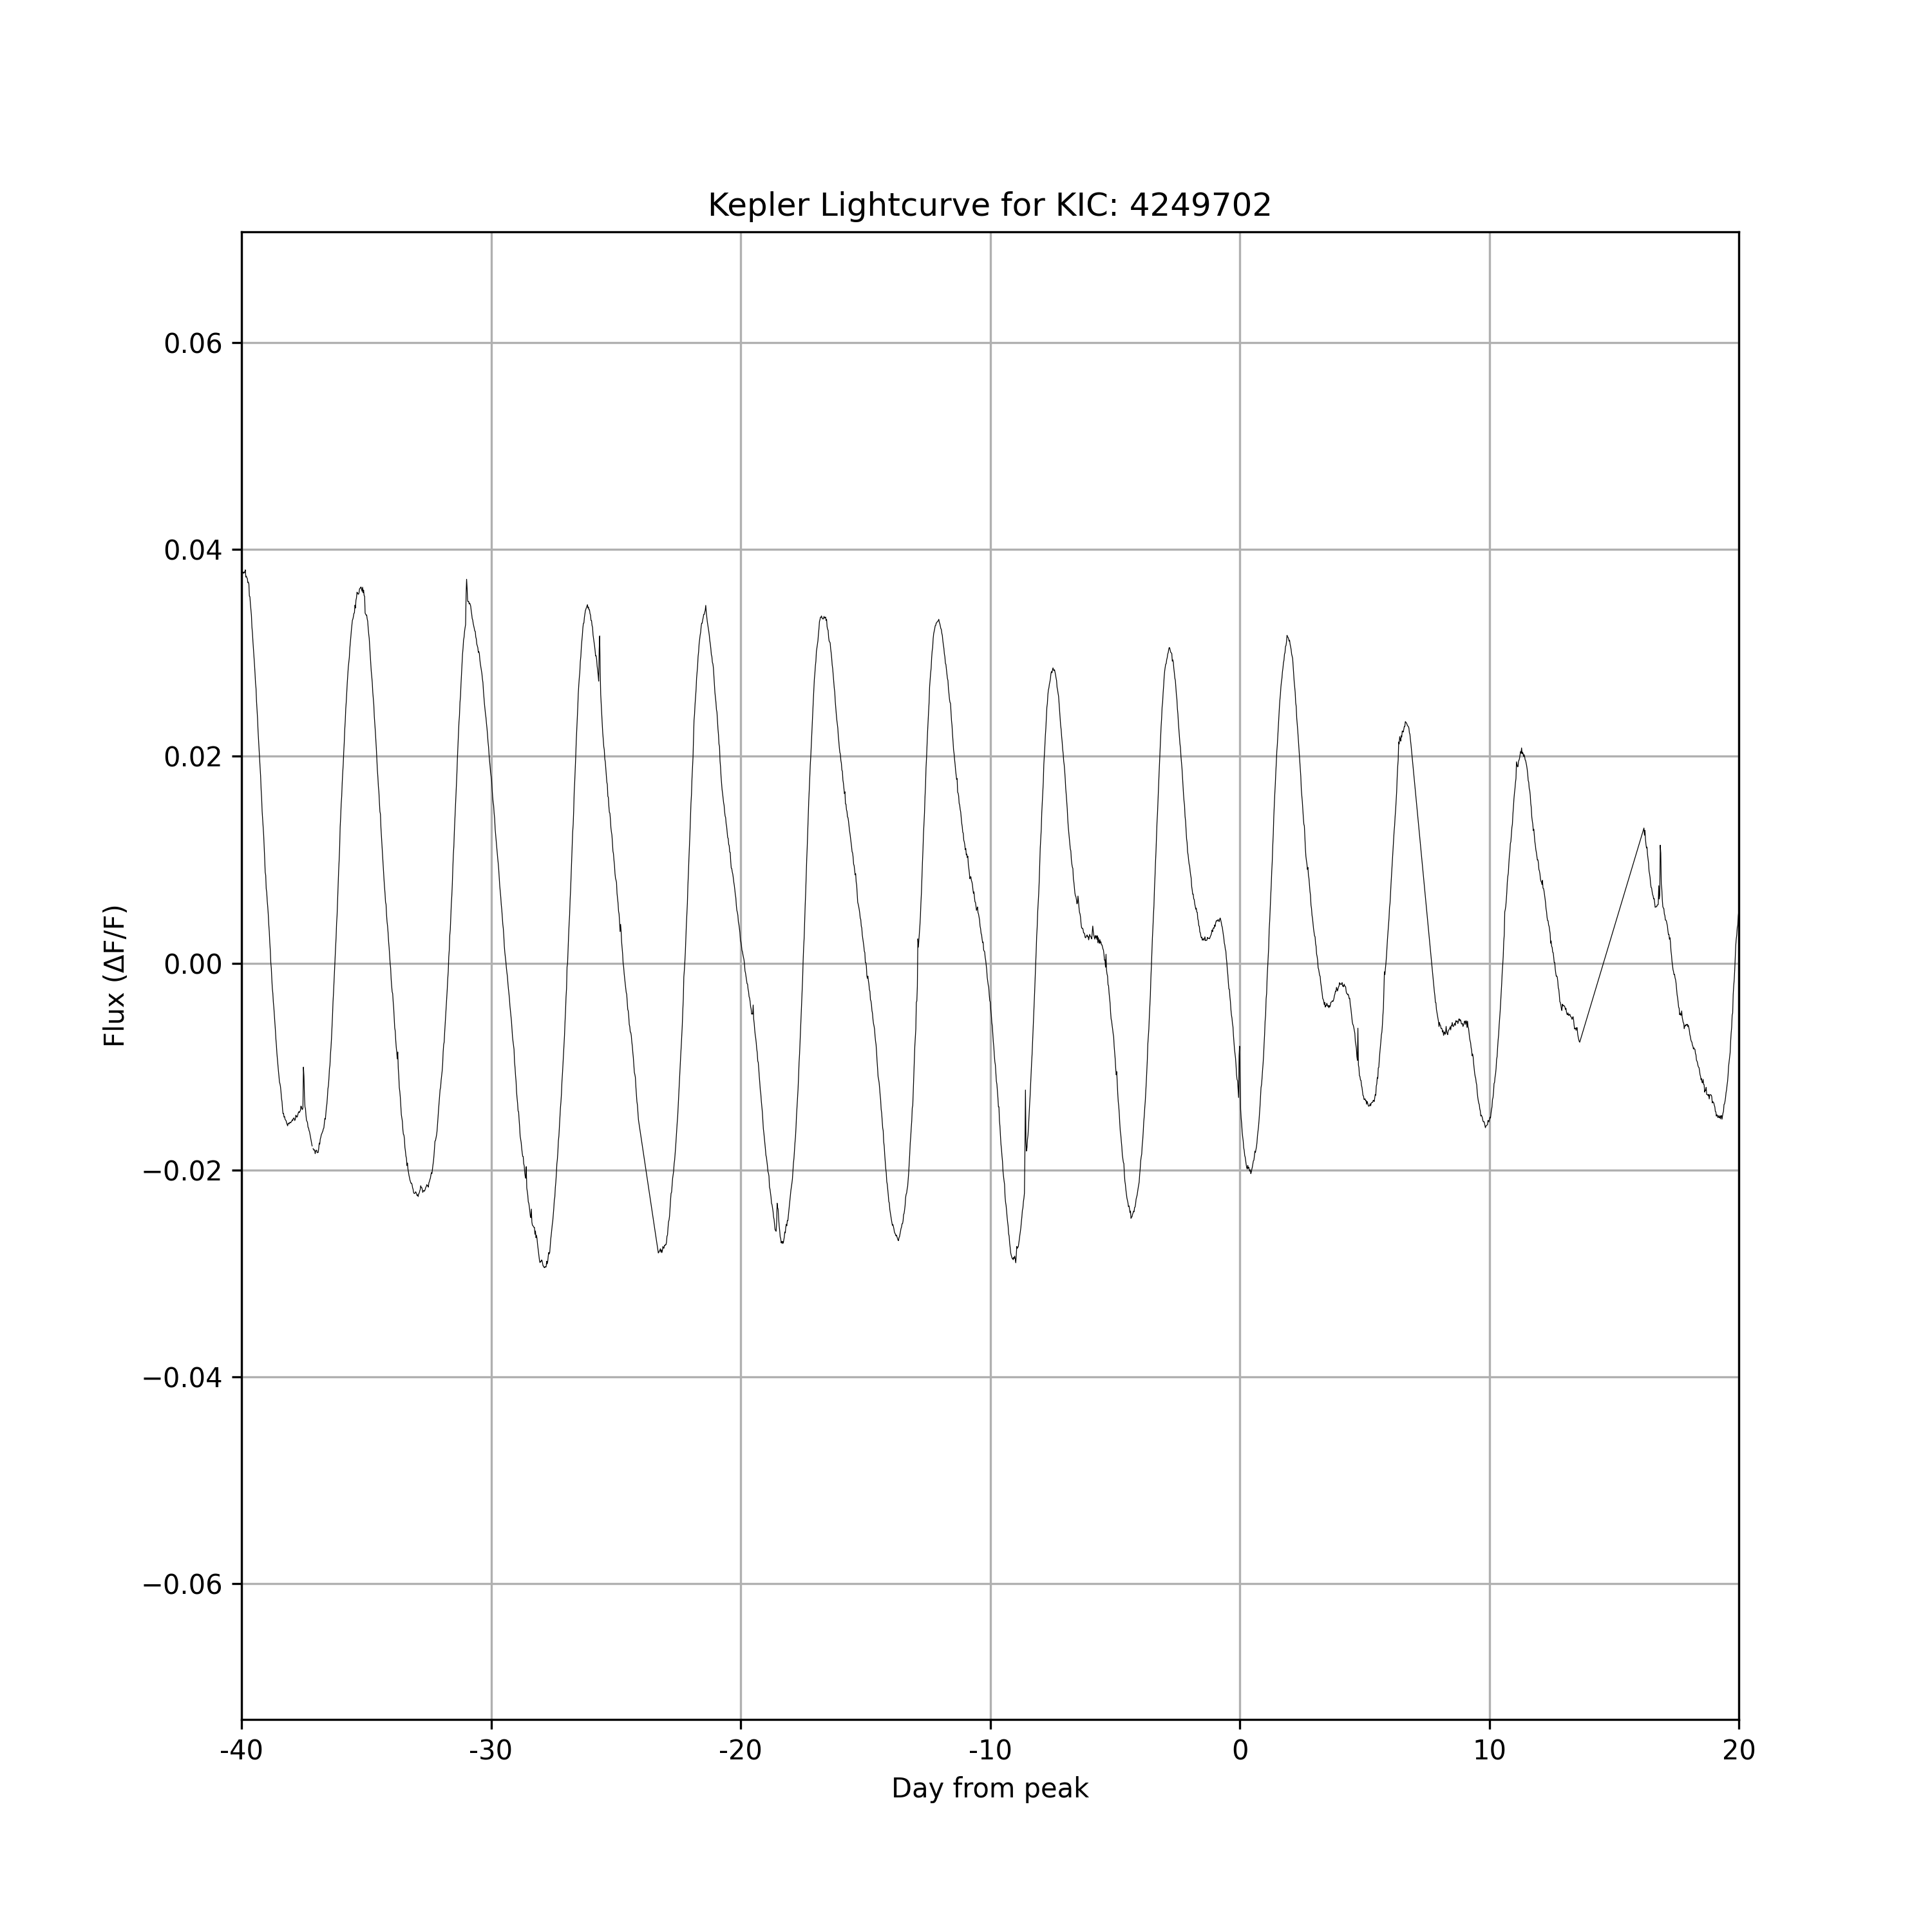 Kepler Lightcurve for KIC: 4249702
0.06
0.04
0.02
0.00
−0.02
−0.04
−0.06
Flux (ΔF/F)
-40 -30 -20 -10 0 10 20
Day from peak